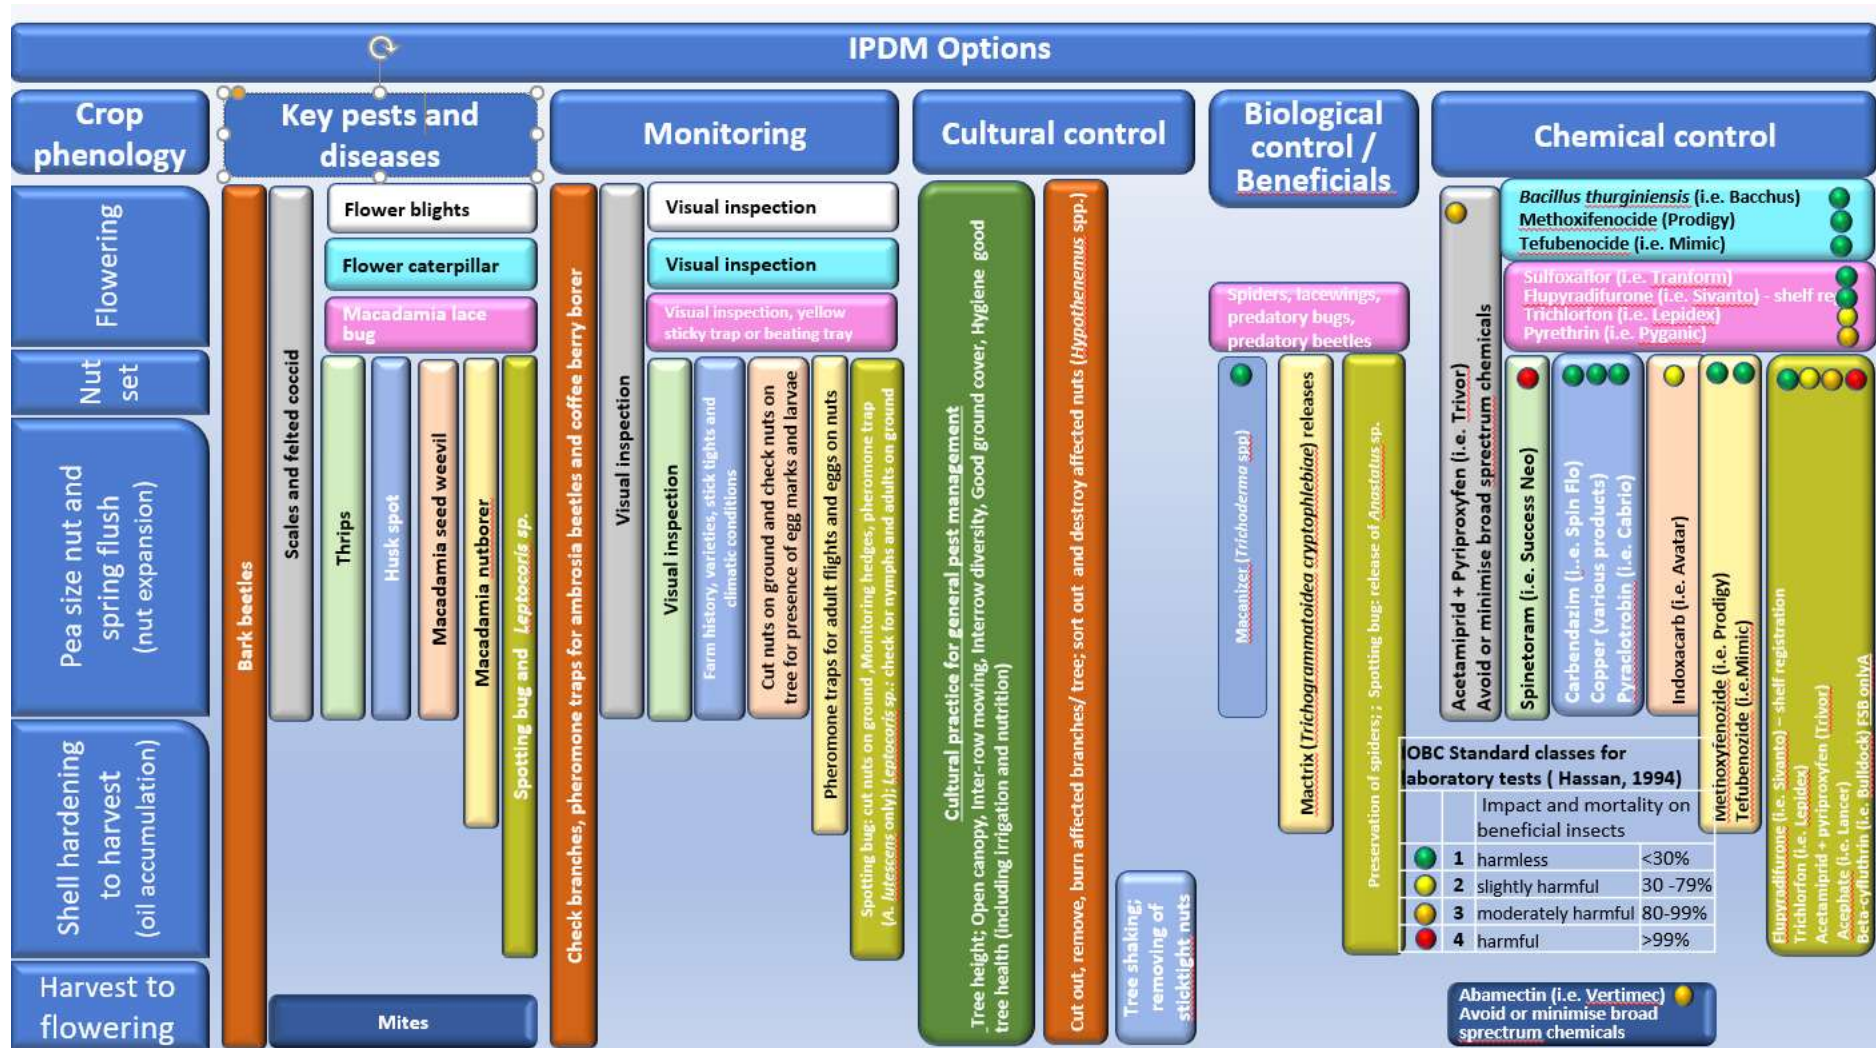 IPDM Options
Crop
phenology
Key pests and
diseases
Monitoring
Cultural control
Biological
control /
Beneficials
Chemical control
Flowering
Nut
set
Pea size nut and
spring flush
(nut expansion)
Shell hardening
to harvest
(oil accumulation)
Harvest to
flowering
Bark beetles
Scales and felted coccid
Flower blights
Flower caterpillar
Macadamia lace
bug
Thrips
Husk spot
Macadamia seed weevil
Macadamia nutborer
Spotting bug and Leptocoris sp.
Mites
Check branches, pheromone traps for ambrosia beetles and coffee berry borer
Visual inspection
Visual inspection
Visual inspection
Visual inspection, yellow
sticky trap or beating tray
Visual inspection
Farm history, varieties, stick tights and
climatic conditions
Cut nuts on ground and check nuts on
tree for presence of egg marks and larvae
Pheromone traps for adult flights and eggs on nuts
Spotting bug: cut nuts on ground ,Monitoring hedges, pheromone trap
(A. lutescens only); Leptocoris sp.: check for nymphs and adults on ground
Cultural practice for general pest management
Tree height; Open canopy, Inter-row mowing, Interrow diversity, Good ground cover, Hygiene good
tree health (including irrigation and nutrition)
Cut out, remove, burn affected branches/ tree; sort out and destroy affected nuts (Hypothenemus spp.)
Tree shaking;
removing of
sticktight nuts
Spiders, lacewings,
predatory bugs,
predatory beetles
Macanizer (Trichoderma spp)
Mactrix (Trichogrammatoidea cryptophlebiae) releases
Preservation of spiders; ; Spotting bug: release of Anastatus sp.
Acetamiprid + Pyriproxyfen (i.e. Trivor)
Avoid or minimise broad sprectrum chemicals
Bacillus thurginiensis (i.e. Bacchus)
Methoxifenocide (Prodigy)
Tefubenocide (i.e. Mimic)
Sulfoxaflor (i.e. Tranform)
Flupyradifurone (i.e. Sivanto) - shelf re
Trichlorfon (i.e. Lepidex)
Pyrethrin (i.e. Pyganic)
Spinetoram (i.e. Success Neo)
Carbendazim (i..e. Spin Flo)
Copper (various products)
Pyraclotrobin (i.e. Cabrio)
Indoxacarb (i.e. Avatar)
Methoxyfenozide (i.e. Prodigy)
Tefubenozide (i.e.Mimic)
Flupyradifurone (i.e. Sivanto) – shelf registration
Trichlorfon (i.e. Lepidex)
Acetamiprid + pyriproxyfen (Trivor)
Acephate (i.e. Lancer)
Beta-cyfluthrin (i.e. Bulldock) FSB onlyA
IOBC Standard classes for
laboratory tests ( Hassan, 1994)
Impact and mortality on
beneficial insects
1 harmless <30%
2 slightly harmful 30 -79%
3 moderately harmful 80-99%
4 harmful >99%
Abamectin (i.e. Vertimec)
Avoid or minimise broad
sprectrum chemicals